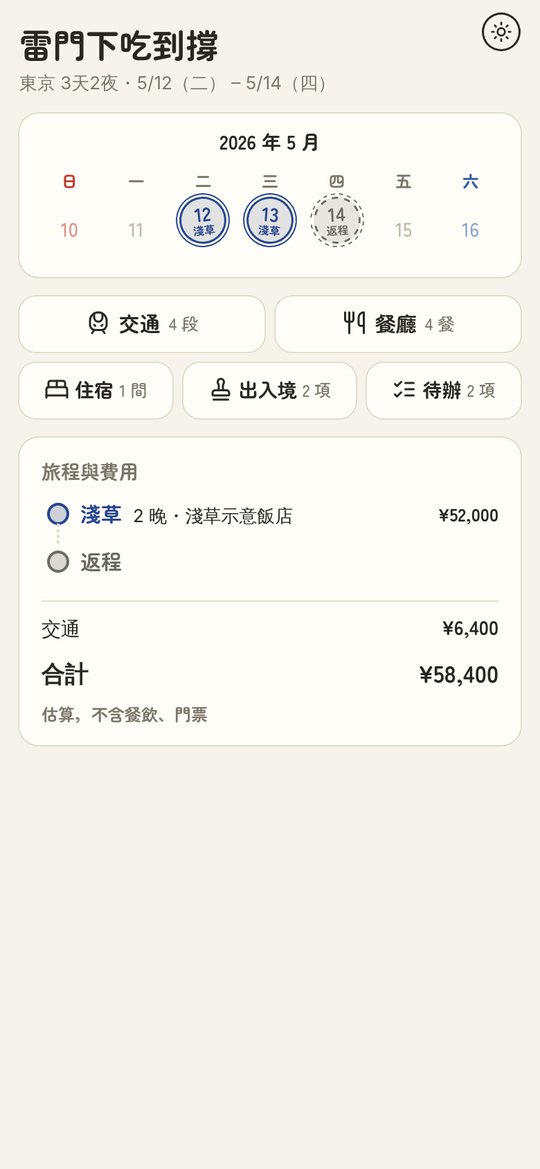 雷門下吃到撐
東京 3天2夜・5/12（二） – 5/14（四）
2026 年 5 月
日 一 二 三 四 五 六
10 11 12 淺草 13 淺草 14 返程 15 16
交通 4 段
餐廳 4 餐
住宿 1 間
出入境 2 項
待辦 2 項
旅程與費用
淺草 2 晚・淺草示意飯店 ¥52,000
返程
交通 ¥6,400
合計 ¥58,400
估算，不含餐飲、門票